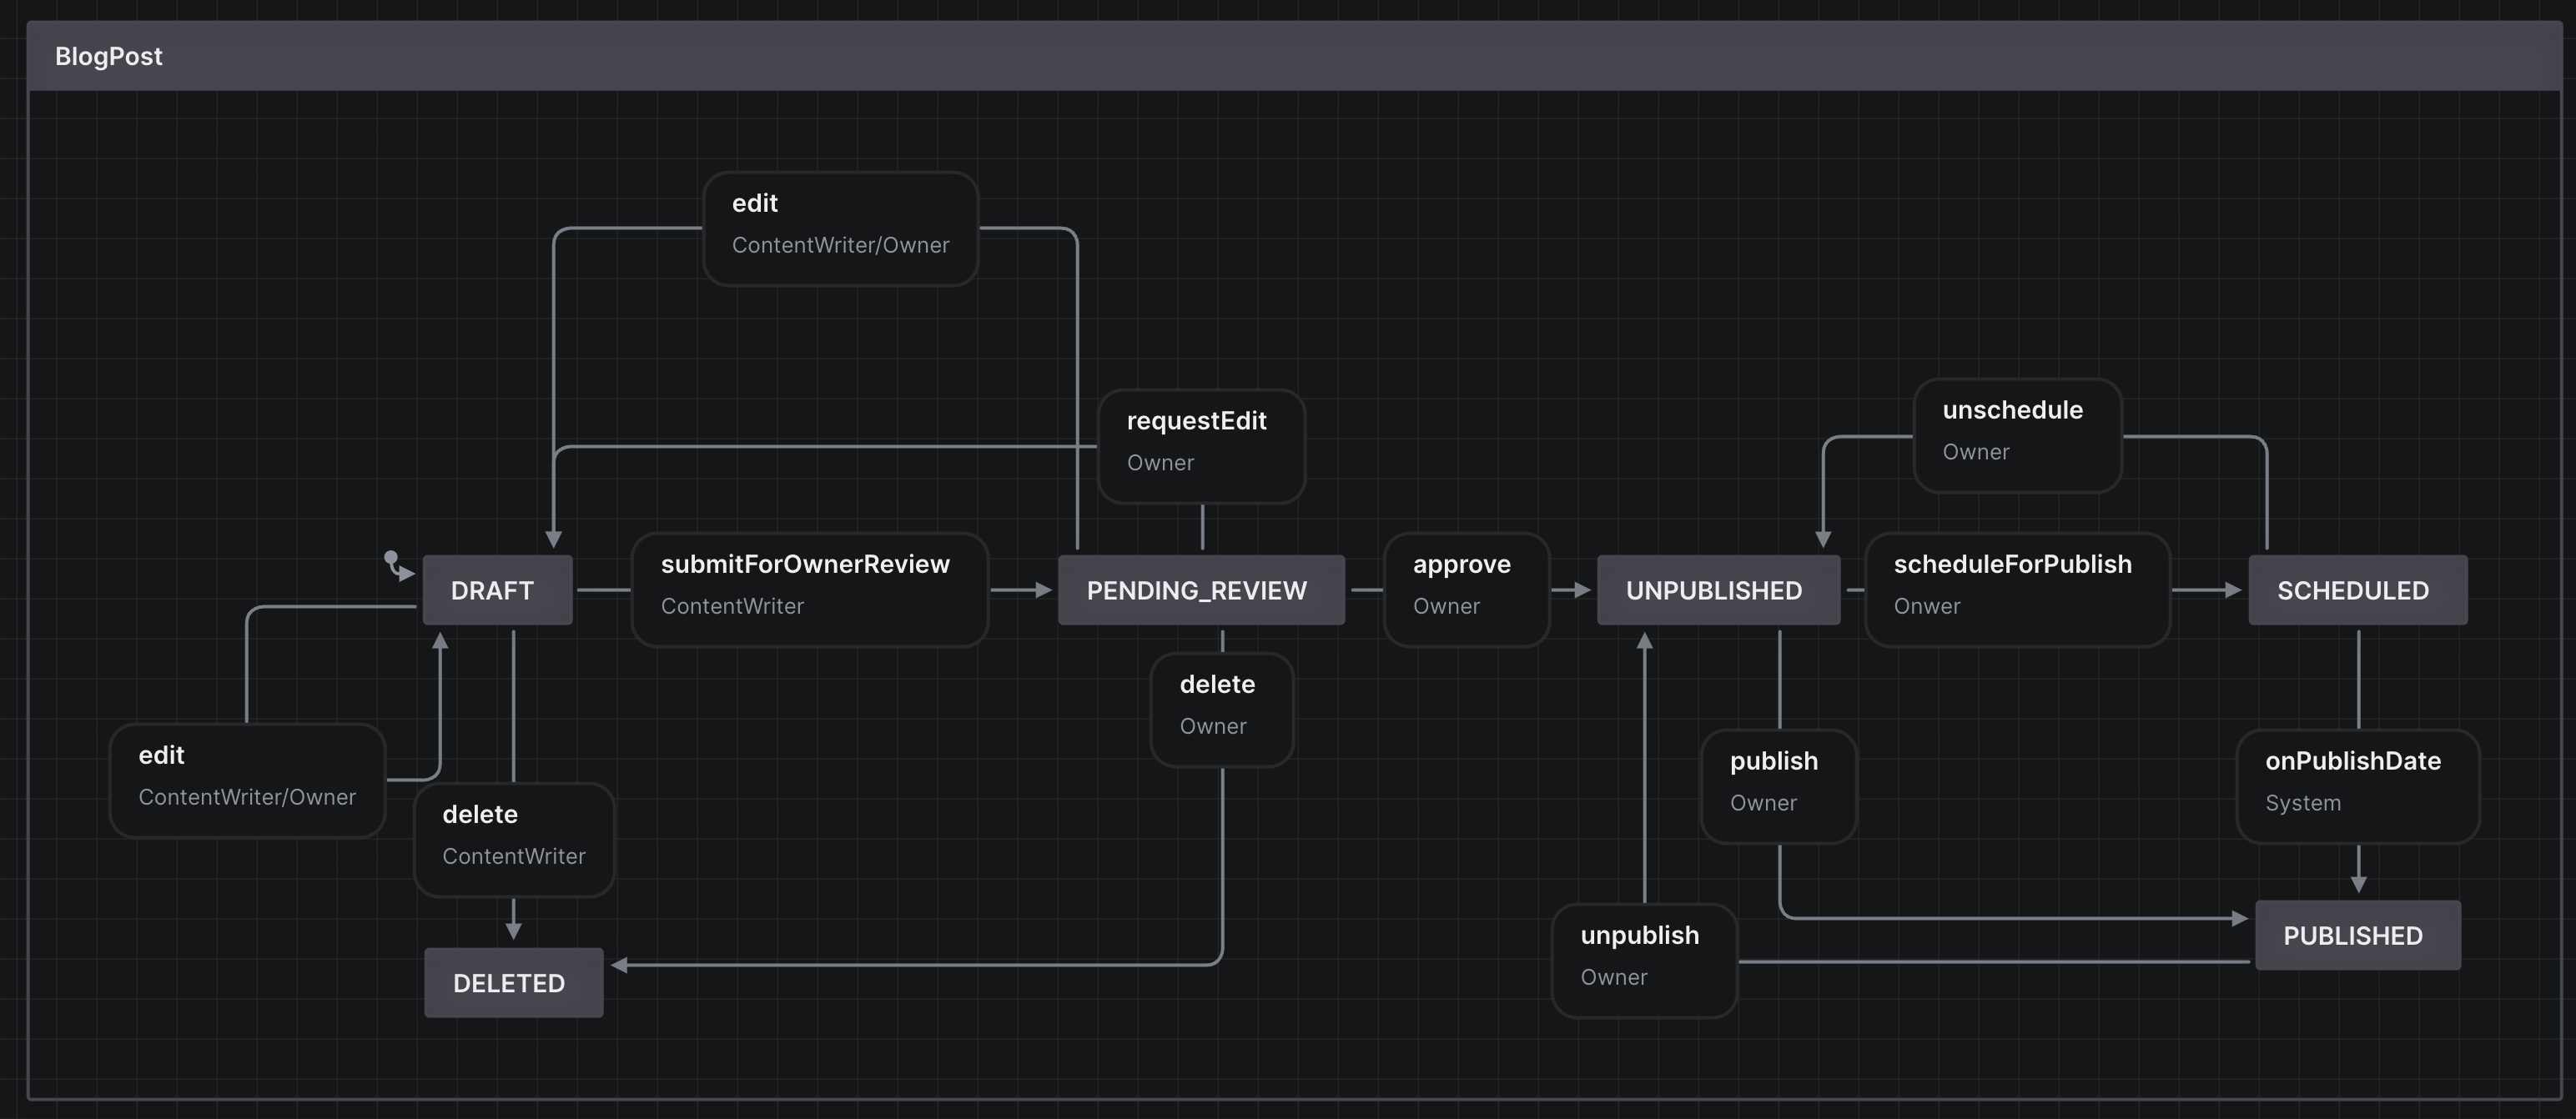 BlogPost
edit
ContentWriter/Owner
requestEdit
Owner
unschedule
Owner
DRAFT
submitForOwnerReview
ContentWriter
PENDING_REVIEW
approve
Owner
UNPUBLISHED
scheduleForPublish
Onwer
SCHEDULED
edit
ContentWriter/Owner
delete
ContentWriter
delete
Owner
publish
Owner
onPublishDate
System
DELETED
unpublish
Owner
PUBLISHED